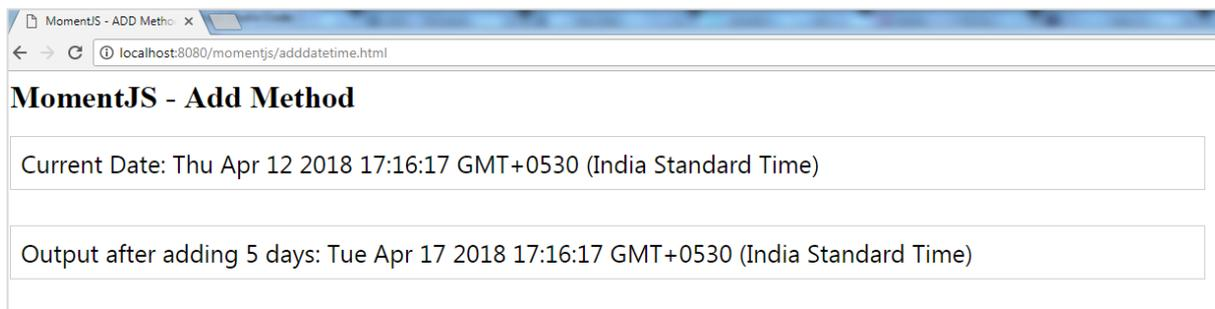 MomentJS - ADD Metho
localhost:8080/momentjs/adddatetime.html
MomentJS - Add Method
Current Date: Thu Apr 12 2018 17:16:17 GMT+0530 (India Standard Time)
Output after adding 5 days: Tue Apr 17 2018 17:16:17 GMT+0530 (India Standard Time)